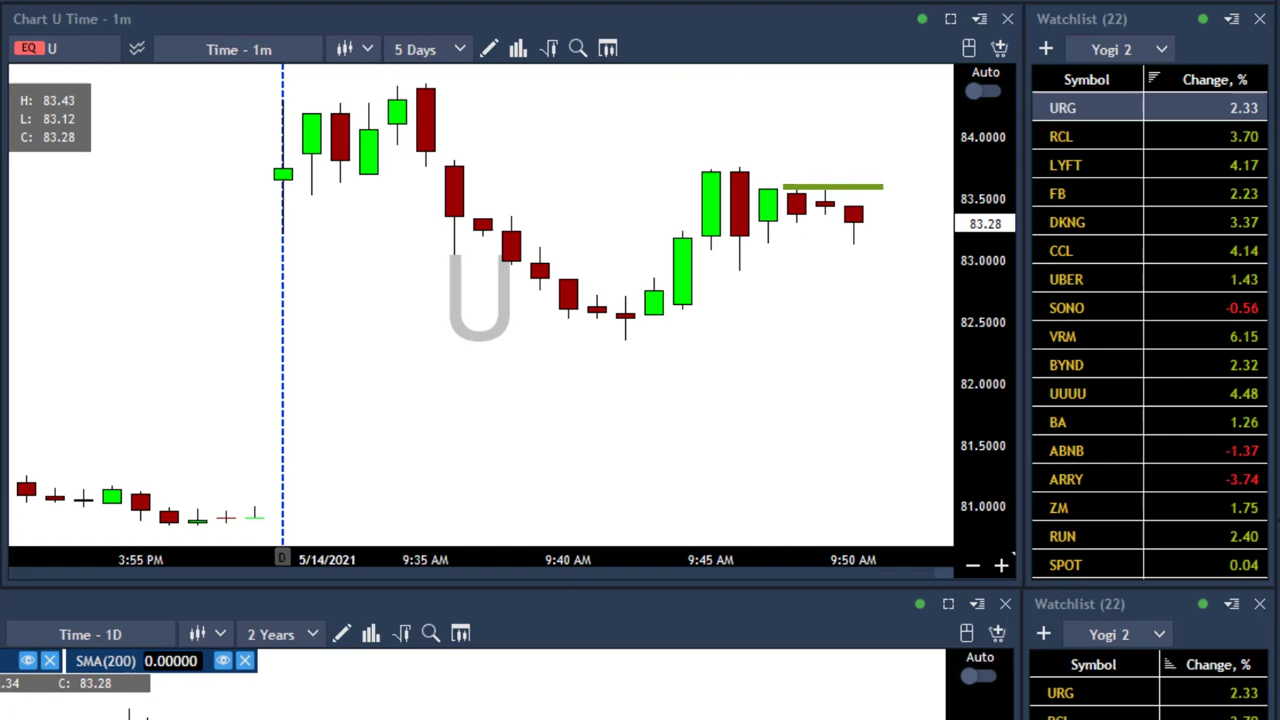 Chart U Time - 1m
EQ U
Time - 1m
5 Days
H: 83.43
L: 83.12
C: 83.28
U
Auto
84.0000
83.5000
83.28
83.0000
82.5000
82.0000
81.5000
81.0000
3:55 PM
D
5/14/2021
9:35 AM
9:40 AM
9:45 AM
9:50 AM
Watchlist (22)
Yogi 2
Symbol Change, %
URG 2.33
RCL 3.70
LYFT 4.17
FB 2.23
DKNG 3.37
CCL 4.14
UBER 1.43
SONO -0.56
VRM 6.15
BYND 2.32
UUUU 4.48
BA 1.26
ABNB -1.37
ARRY -3.74
ZM 1.75
RUN 2.40
SPOT 0.04
Time - 1D
2 Years
SMA(200) 0.00000
2.34 C: 83.28
Auto
Watchlist (22)
Yogi 2
Symbol Change, %
URG 2.33